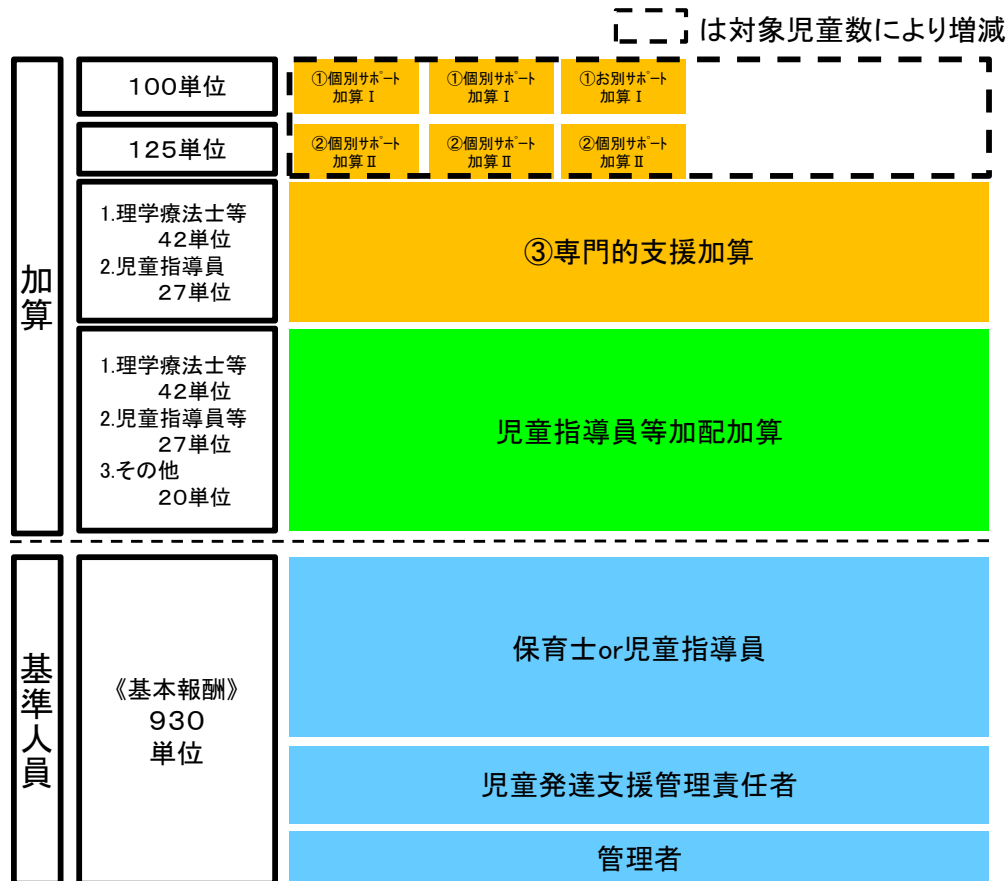 は対象児童数により増減
加算
100単位
①個別サポート
加算Ⅰ
①個別サポート
加算Ⅰ
①お別サポート
加算Ⅰ
125単位
②個別サポート
加算Ⅱ
②個別サポート
加算Ⅱ
②個別サポート
加算Ⅱ
1.理学療法士等
42単位
2.児童指導員
27単位
③専門的支援加算
1.理学療法士等
42単位
2.児童指導員等
27単位
3.その他
20単位
児童指導員等加配加算
基準人員
《基本報酬》
930
単位
保育士or児童指導員
児童発達支援管理責任者
管理者